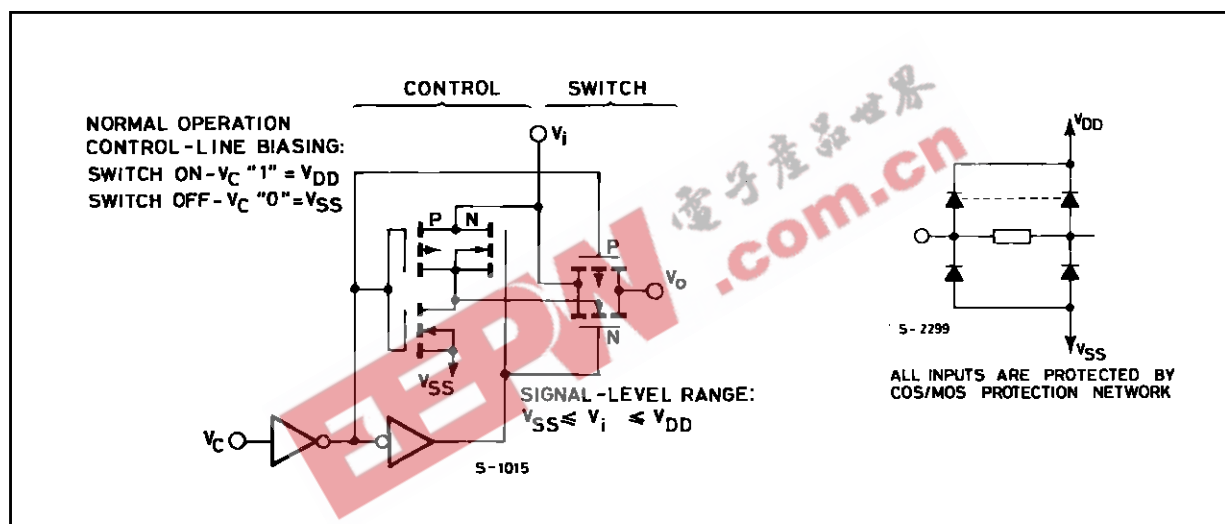 CONTROL
SWITCH
NORMAL OPERATION
CONTROL-LINE BIASING:
SWITCH ON-VC "1" = VDD
SWITCH OFF-VC "0"=VSS
Vi
P N
P
Vo
N
VSS
SIGNAL-LEVEL RANGE:
VSS ≤ Vi ≤ VDD
VC
S-1015
VDD
S-2299
VSS
ALL INPUTS ARE PROTECTED BY
COS/MOS PROTECTION NETWORK
EEPW
.com.cn
電子產品世界